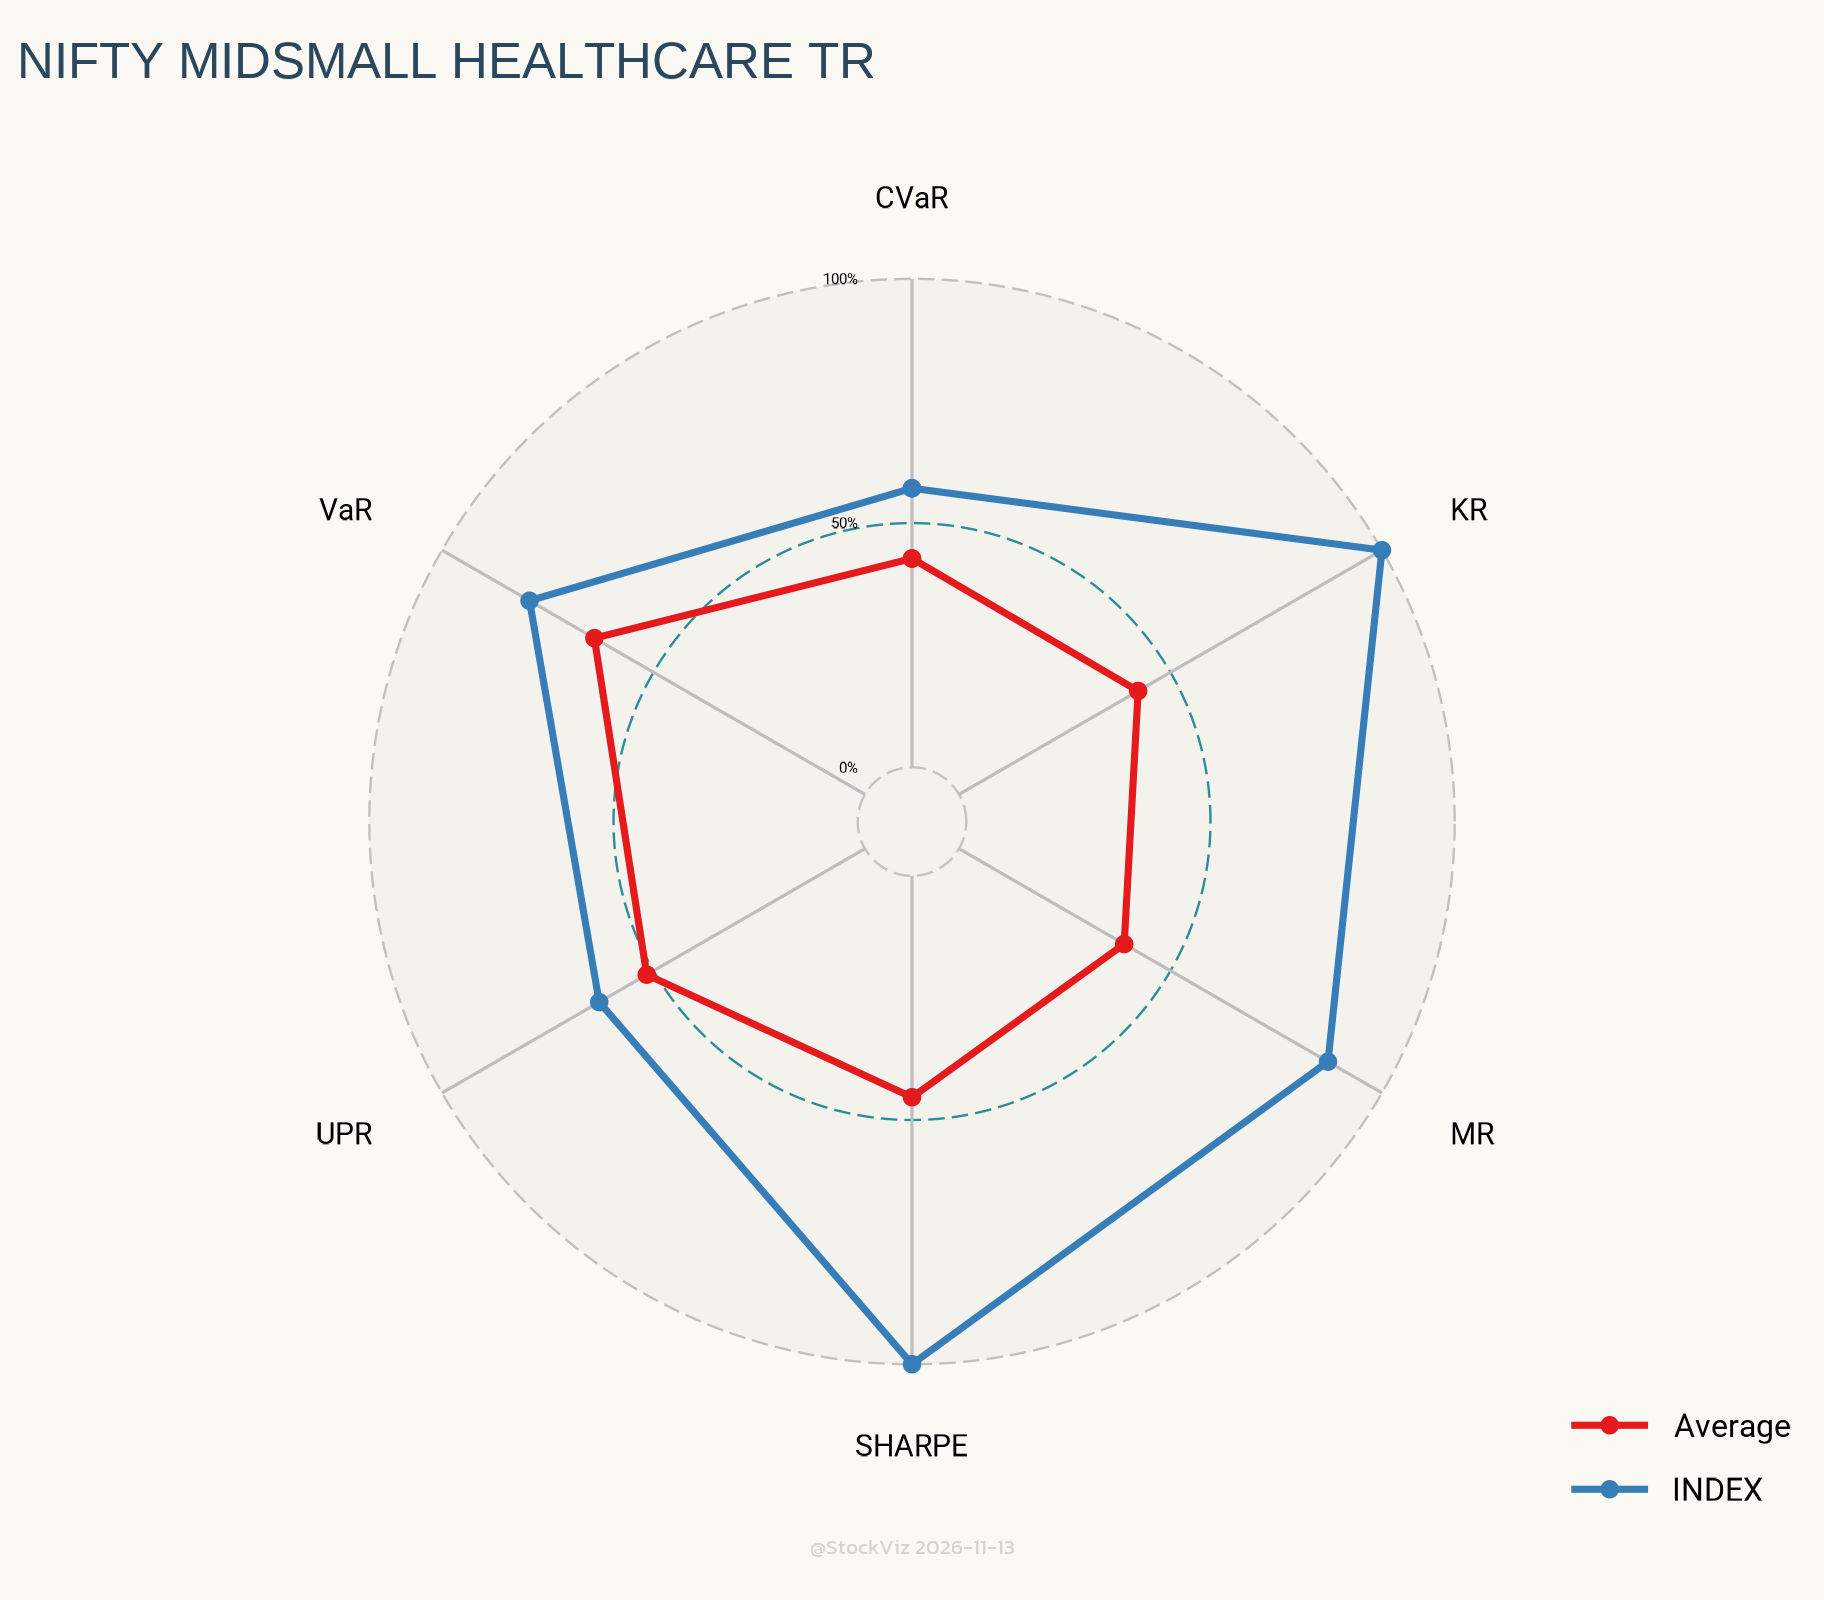 NIFTY MIDSMALL HEALTHCARE TR
CVaR
100%
VaR
KR
50%
0%
UPR
MR
SHARPE
Average
INDEX
@StockViz 2026-11-13